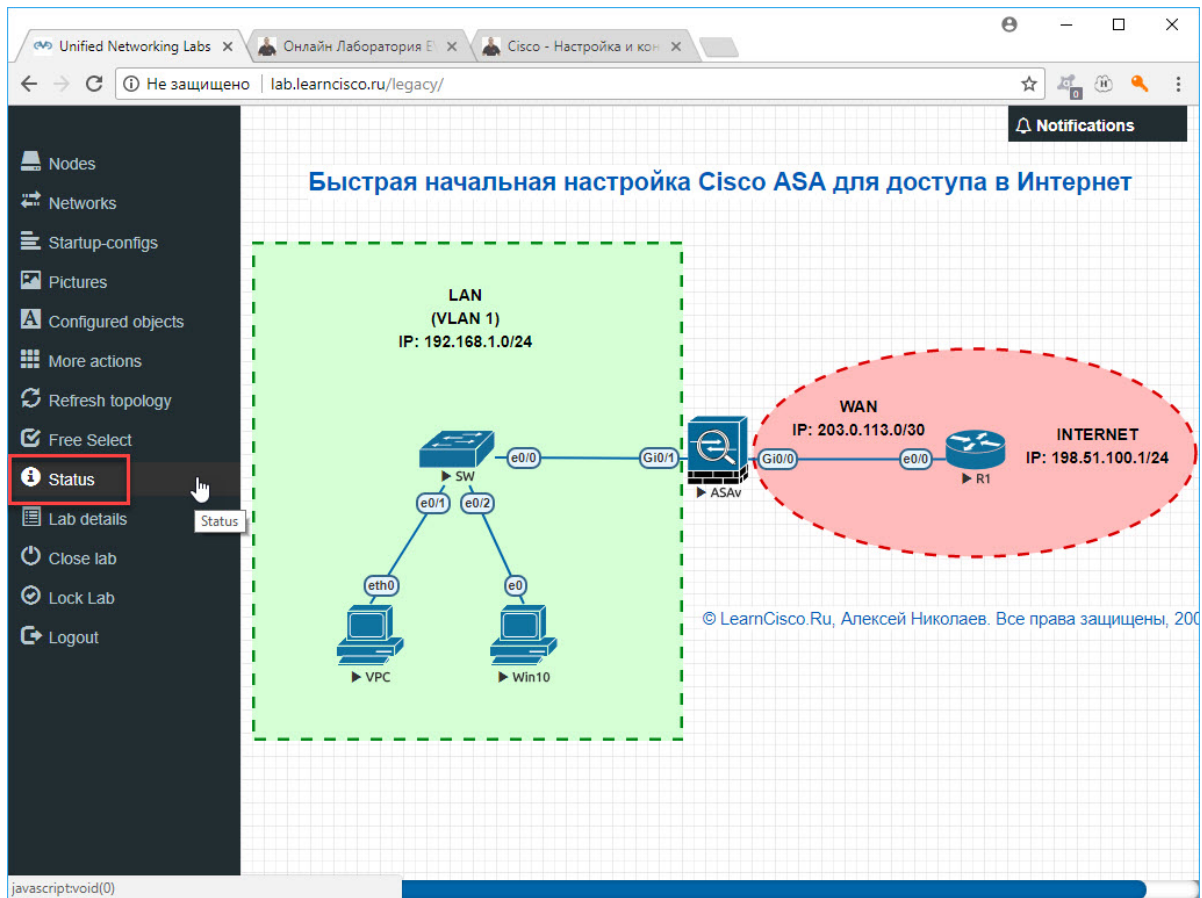 Unified Networking Labs
Онлайн Лаборатория E
Cisco - Настройка и кон
Не защищено
lab.learncisco.ru/legacy/
0
H
Notifications
Nodes
Networks
Startup-configs
Pictures
A Configured objects
More actions
Refresh topology
Free Select
Status
Status
Lab details
Close lab
Lock Lab
Logout
Быстрая начальная настройка Cisco ASA для доступа в Интернет
LAN
(VLAN 1)
IP: 192.168.1.0/24
WAN
IP: 203.0.113.0/30
INTERNET
IP: 198.51.100.1/24
e0/0
Gi0/1
Gi0/0
e0/0
SW
ASAv
R1
e0/1
e0/2
eth0
e0
VPC
Win10
© LearnCisco.Ru, Алексей Николаев. Все права защищены, 200
javascript:void(0)